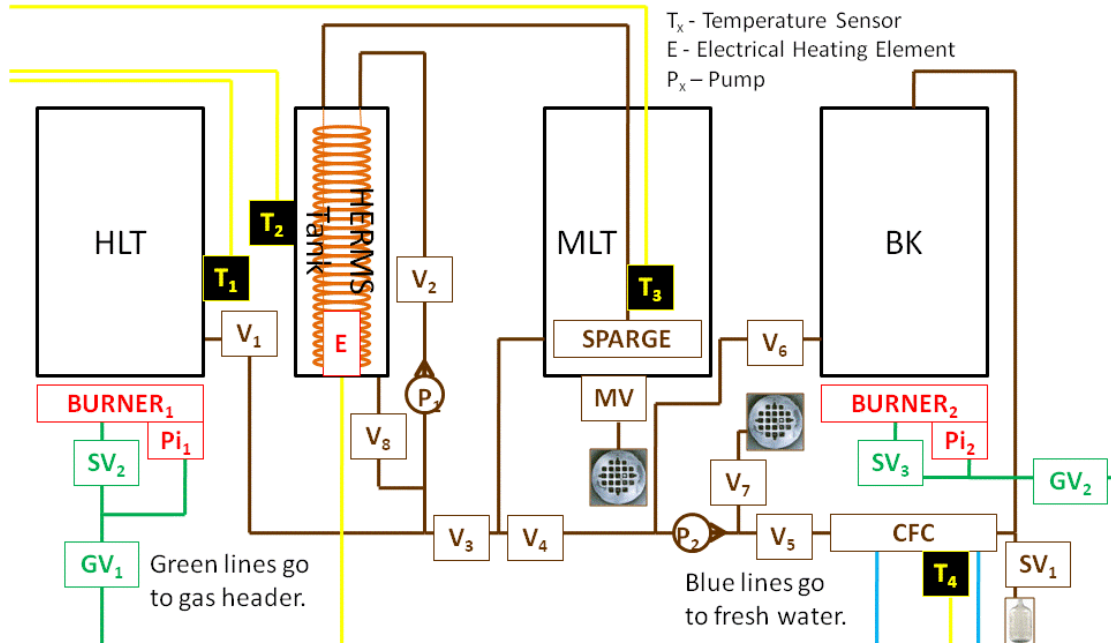 Tx - Temperature Sensor
E - Electrical Heating Element
Px – Pump
HLT
HERMS
Tank
MLT
BK
T2
T1
T3
V2
V1
E
SPARGE
V6
P1
MV
BURNER1
Pi1
SV2
V8
V7
BURNER2
Pi2
SV3
GV2
V3
V4
P2
V5
CFC
GV1
Green lines go
to gas header.
Blue lines go
to fresh water.
T4
SV1